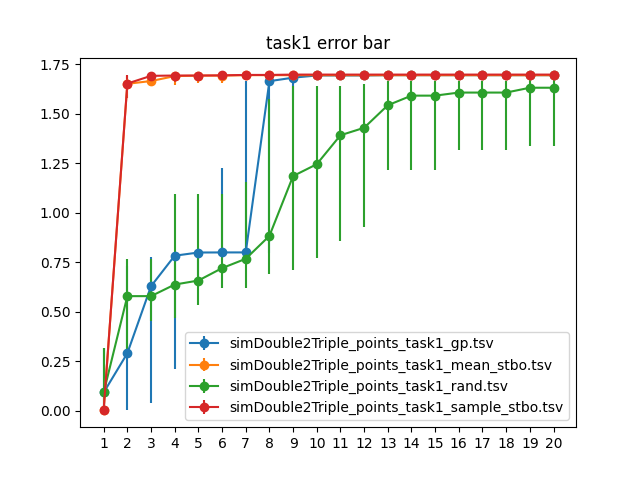 task1 error bar
1.75
1.50
1.25
1.00
0.75
0.50
0.25
0.00
simDouble2Triple_points_task1_gp.tsv
simDouble2Triple_points_task1_mean_stbo.tsv
simDouble2Triple_points_task1_rand.tsv
simDouble2Triple_points_task1_sample_stbo.tsv
1 2 3 4 5 6 7 8 9 10 11 12 13 14 15 16 17 18 19 20